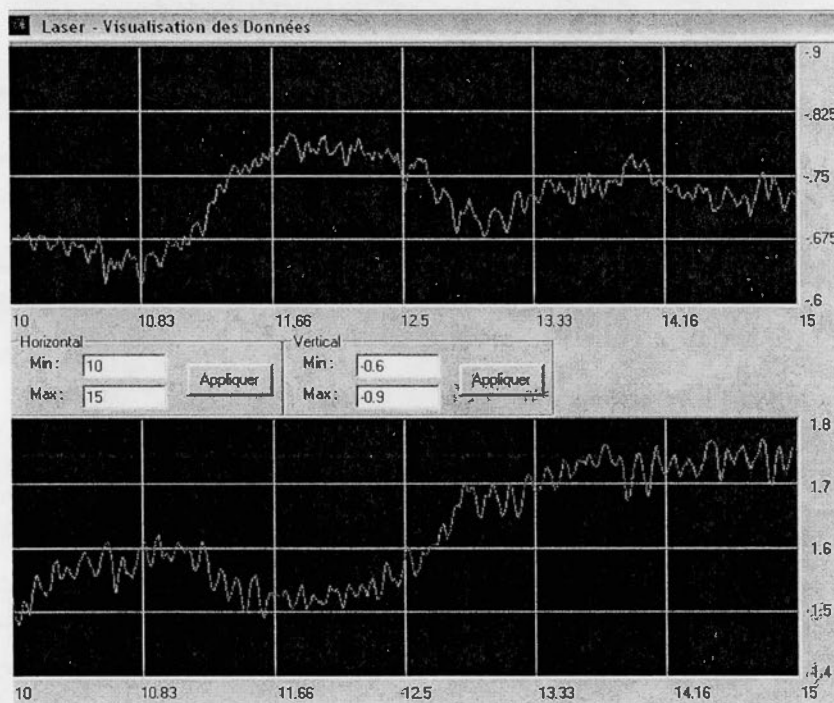 Laser - Visualisation des Données
-.9
-.825
-.75
-.675
-.6
10 10.83 11.66 12.5 13.33 14.16 15
Horizontal Vertical
Min : 10 Min : -0.6
Appliquer Appliquer
Max : 15 Max : -0.9
1.8
1.7
1.6
1.5
1.4
10 10.83 11.66 12.5 13.33 14.16 15